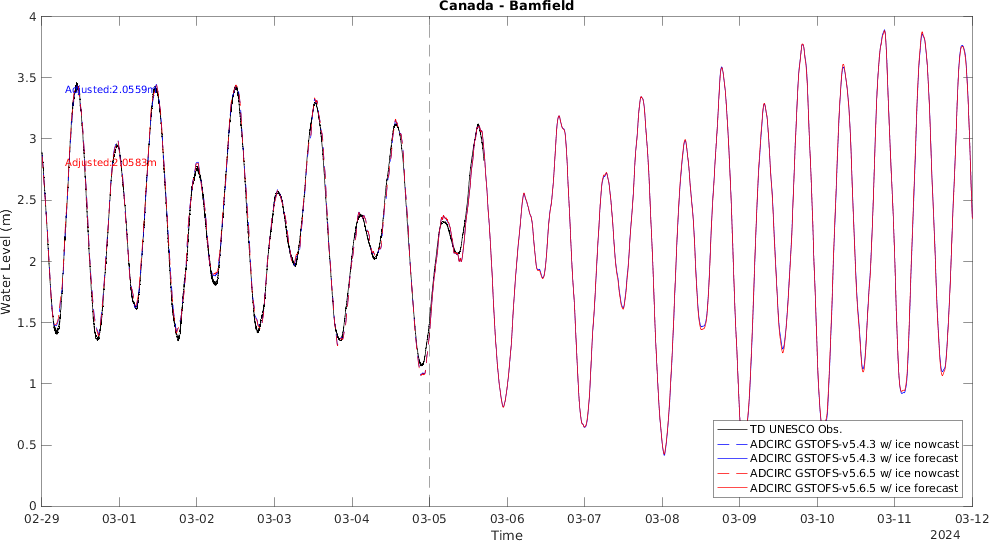 Canada - Bamfield
4
3.5
3
2.5
2
1.5
1
0.5
0
Water Level (m)
Adjusted:2.0559m
Adjusted:2.0583m
TD UNESCO Obs.
ADCIRC GSTOFS-v5.4.3 w/ ice nowcast
ADCIRC GSTOFS-v5.4.3 w/ ice forecast
ADCIRC GSTOFS-v5.6.5 w/ ice nowcast
ADCIRC GSTOFS-v5.6.5 w/ ice forecast
02-29 03-01 03-02 03-03 03-04 03-05 03-06 03-07 03-08 03-09 03-10 03-11 03-12
Time
2024